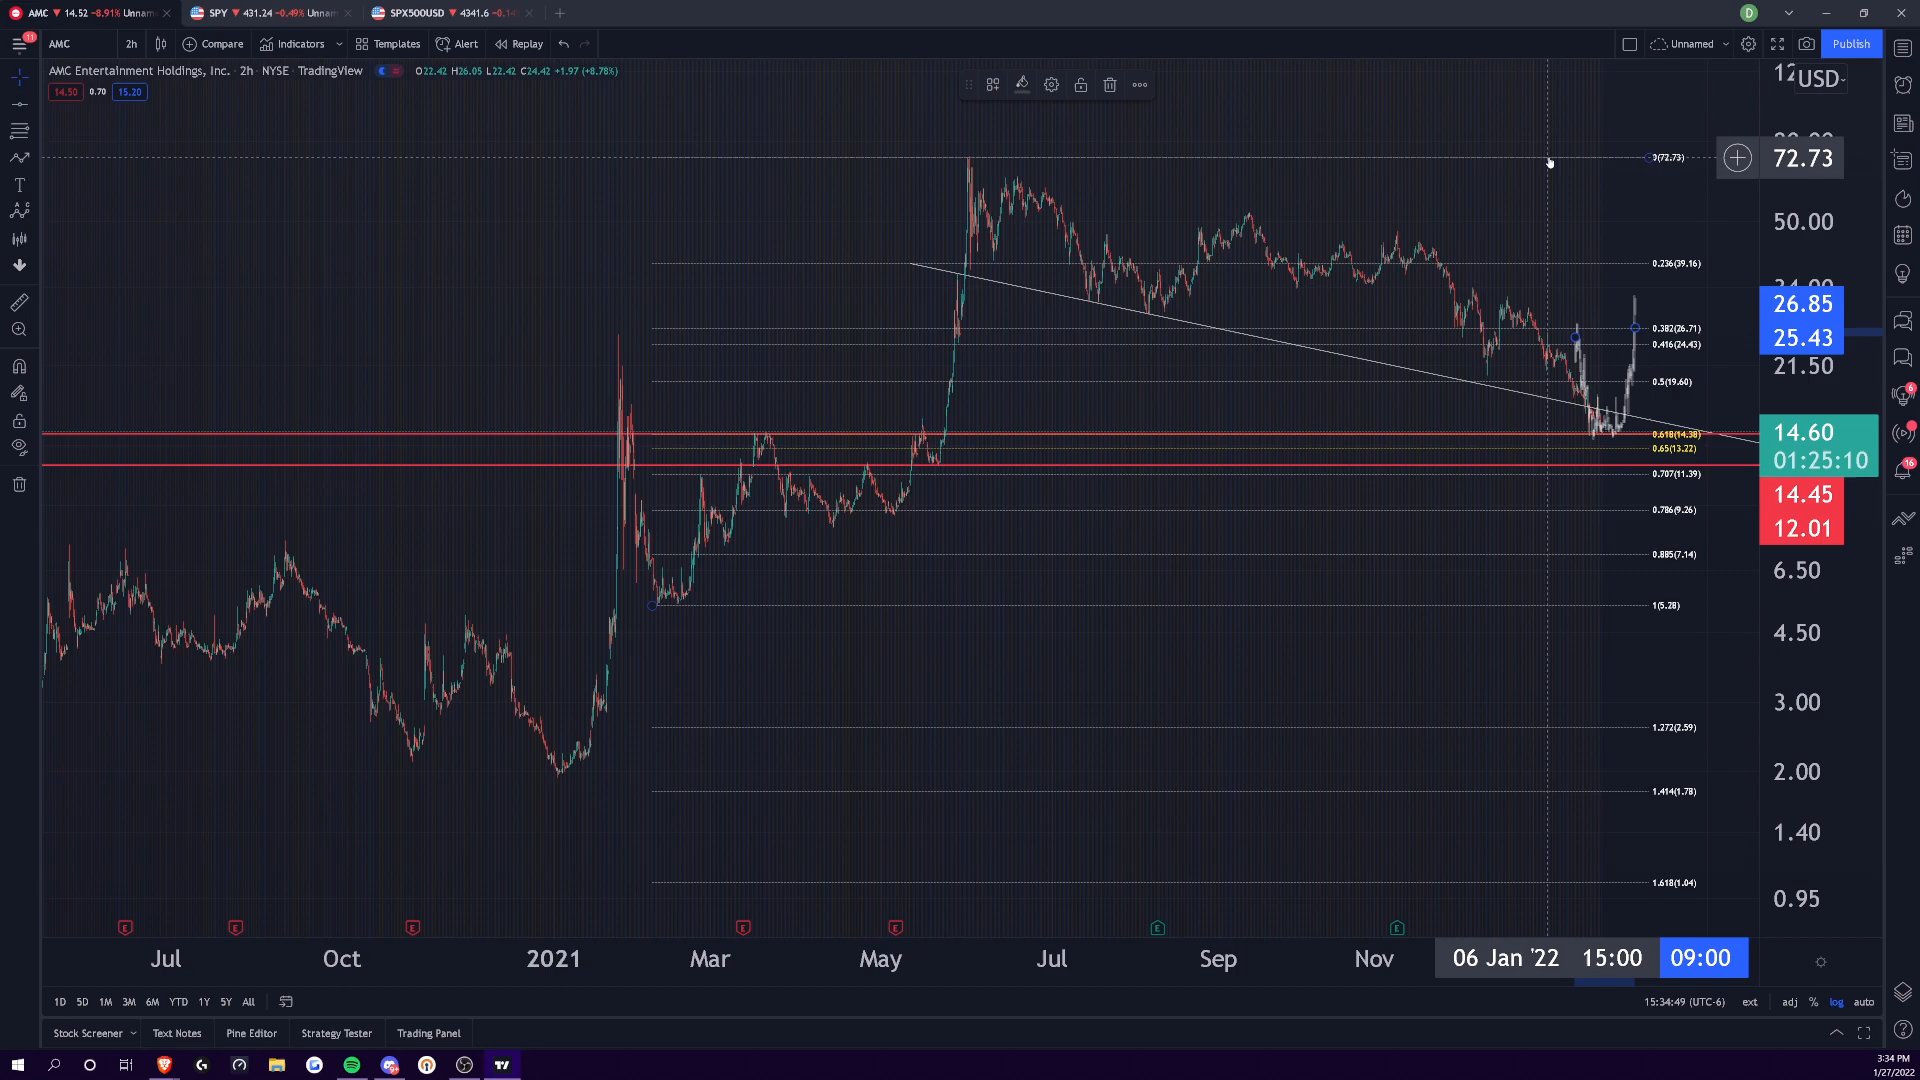 AMC ▼ 14.52 −8.91% Unnam
SPY ▼ 431.24 −0.49% Unnam
SPX500USD ▼ 4341.6 −0.14
D
11
AMC
2h
Compare
Indicators
Templates
Alert
Replay
Unnamed
Publish
AMC Entertainment Holdings, Inc. · 2h · NYSE · TradingView
O22.42 H26.05 L22.42 C24.42 +1.97 (+8.78%)
14.50
0.70
15.20
USD
0(72.73)
72.73
50.00
0.236(39.16)
26.85
0.382(26.71)
25.43
0.416(24.43)
21.50
0.5(19.60)
6
14.60
0.618(14.38)
0.65(13.22)
01:25:10
16
0.707(11.39)
14.45
0.786(9.26)
12.01
0.885(7.14)
6.50
1(5.28)
4.50
3.00
1.272(2.59)
2.00
1.414(1.78)
1.40
1.618(1.04)
0.95
E E E E E E E
Jul Oct 2021 Mar May Jul Sep Nov
06 Jan '22 15:00
09:00
1D 5D 1M 3M 6M YTD 1Y 5Y All
15:34:49 (UTC-6) ext adj % log auto
Stock Screener Text Notes Pine Editor Strategy Tester Trading Panel
3:34 PM
1/27/2022